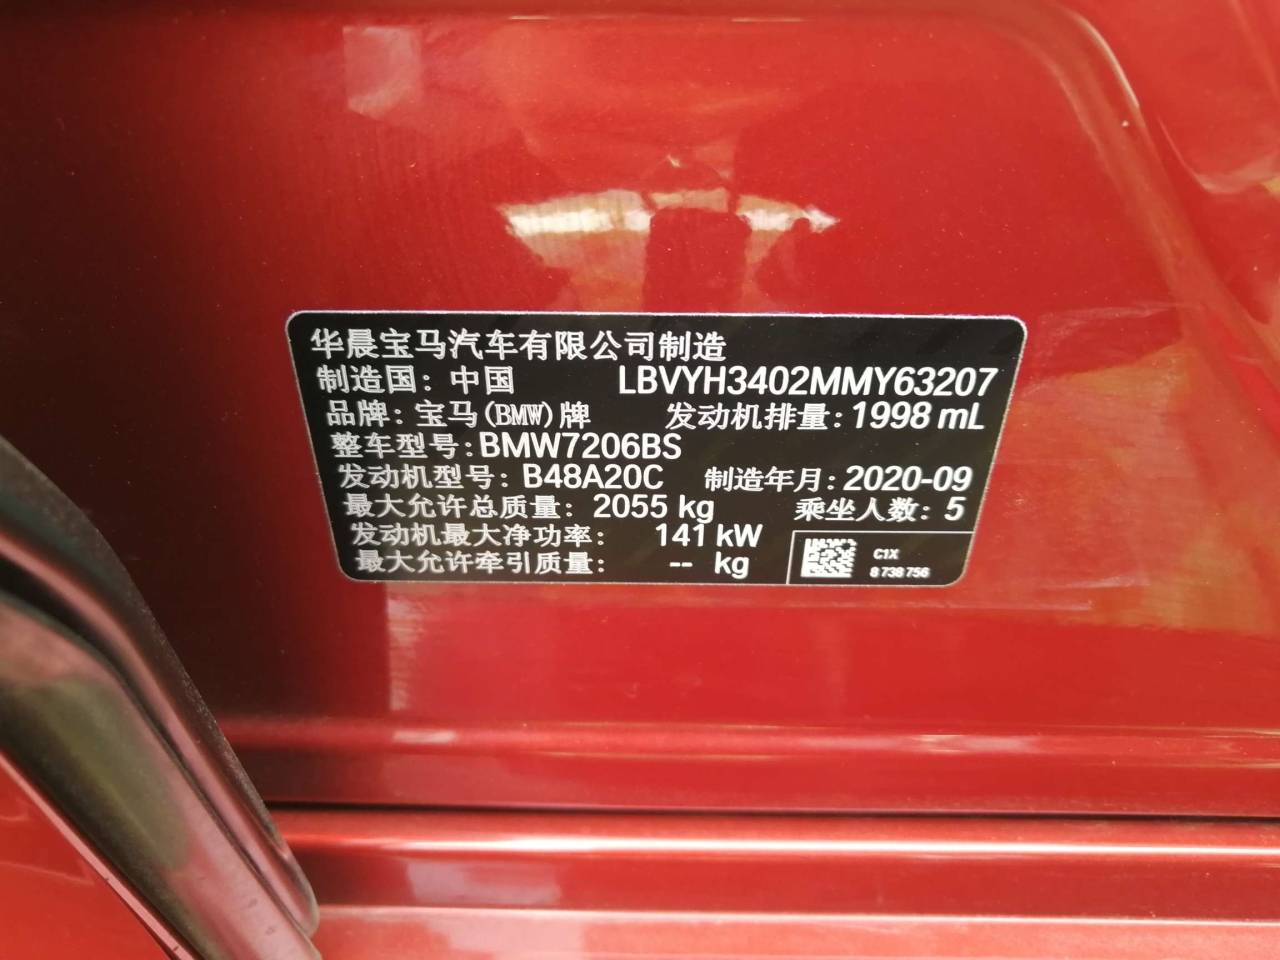 华晨宝马汽车有限公司制造
制造国: 中国 LBVYH3402MMY63207
品牌: 宝马(BMW)牌 发动机排量: 1998 mL
整车型号: BMW7206BS
发动机型号: B48A20C 制造年月: 2020-09
最大允许总质量: 2055 kg 乘坐人数: 5
发动机最大净功率: 141 kW
最大允许牵引质量: -- kg
C1X
8 738 756